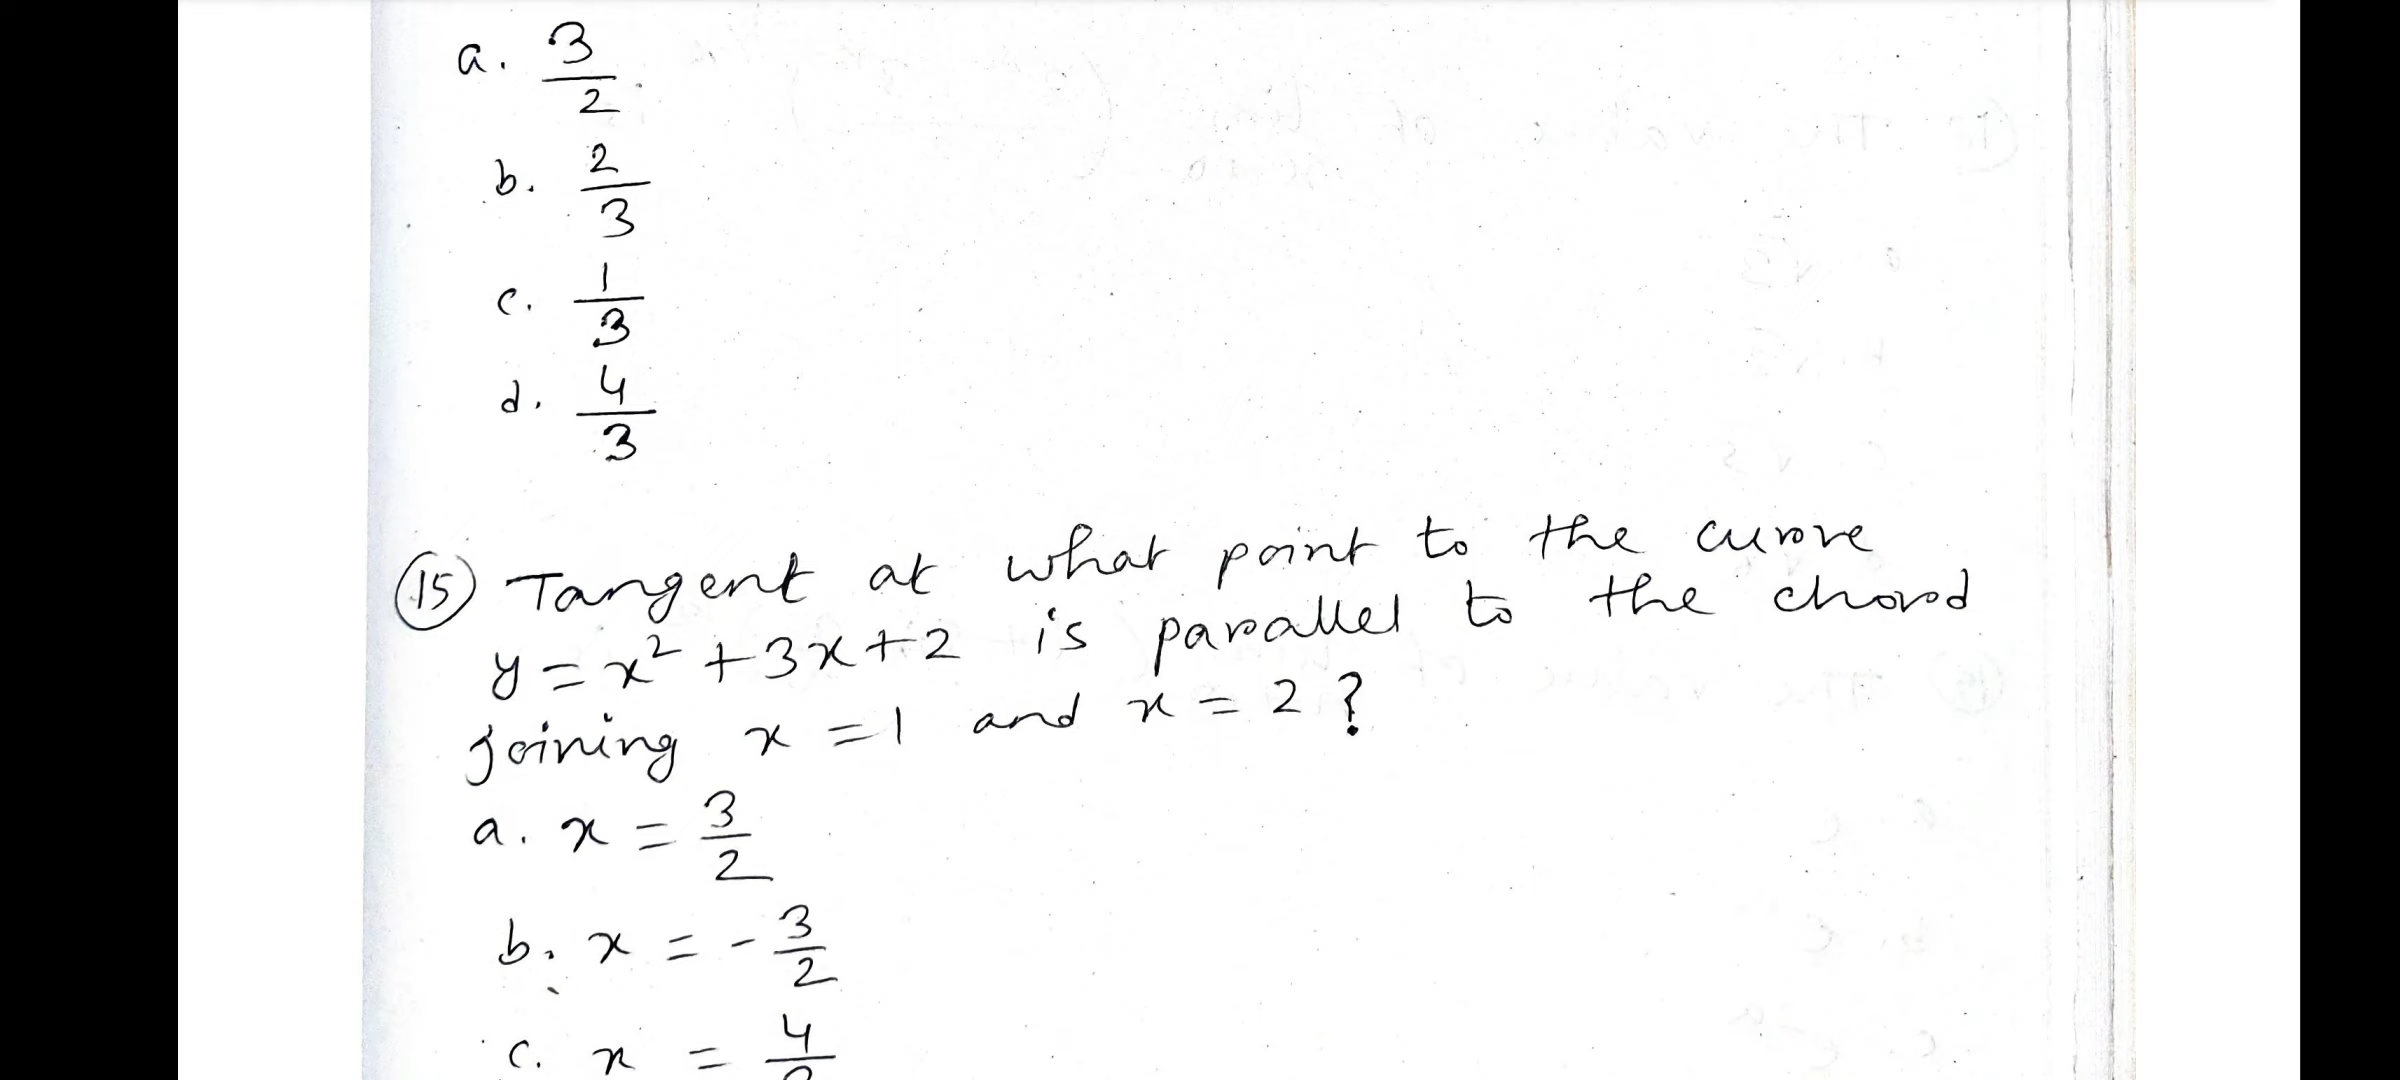 a. 3/2
b. 2/3
c. 1/3
d. 4/3
(15) Tangent at what point to the curve
y = x² + 3x + 2 is parallel to the chord
joining x = 1 and x = 2 ?
a. x = 3/2
b. x = - 3/2
c. x = 4